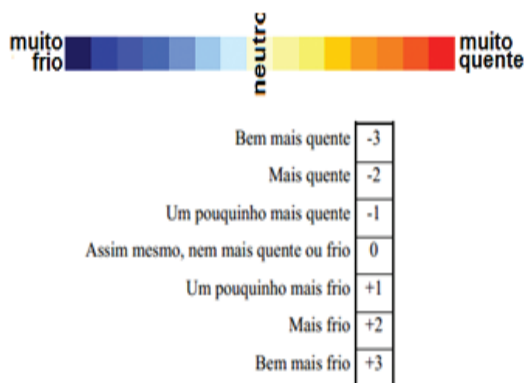 muito frio
neutro
muito quente
Bem mais quente -3
Mais quente -2
Um pouquinho mais quente -1
Assim mesmo, nem mais quente ou frio 0
Um pouquinho mais frio +1
Mais frio +2
Bem mais frio +3